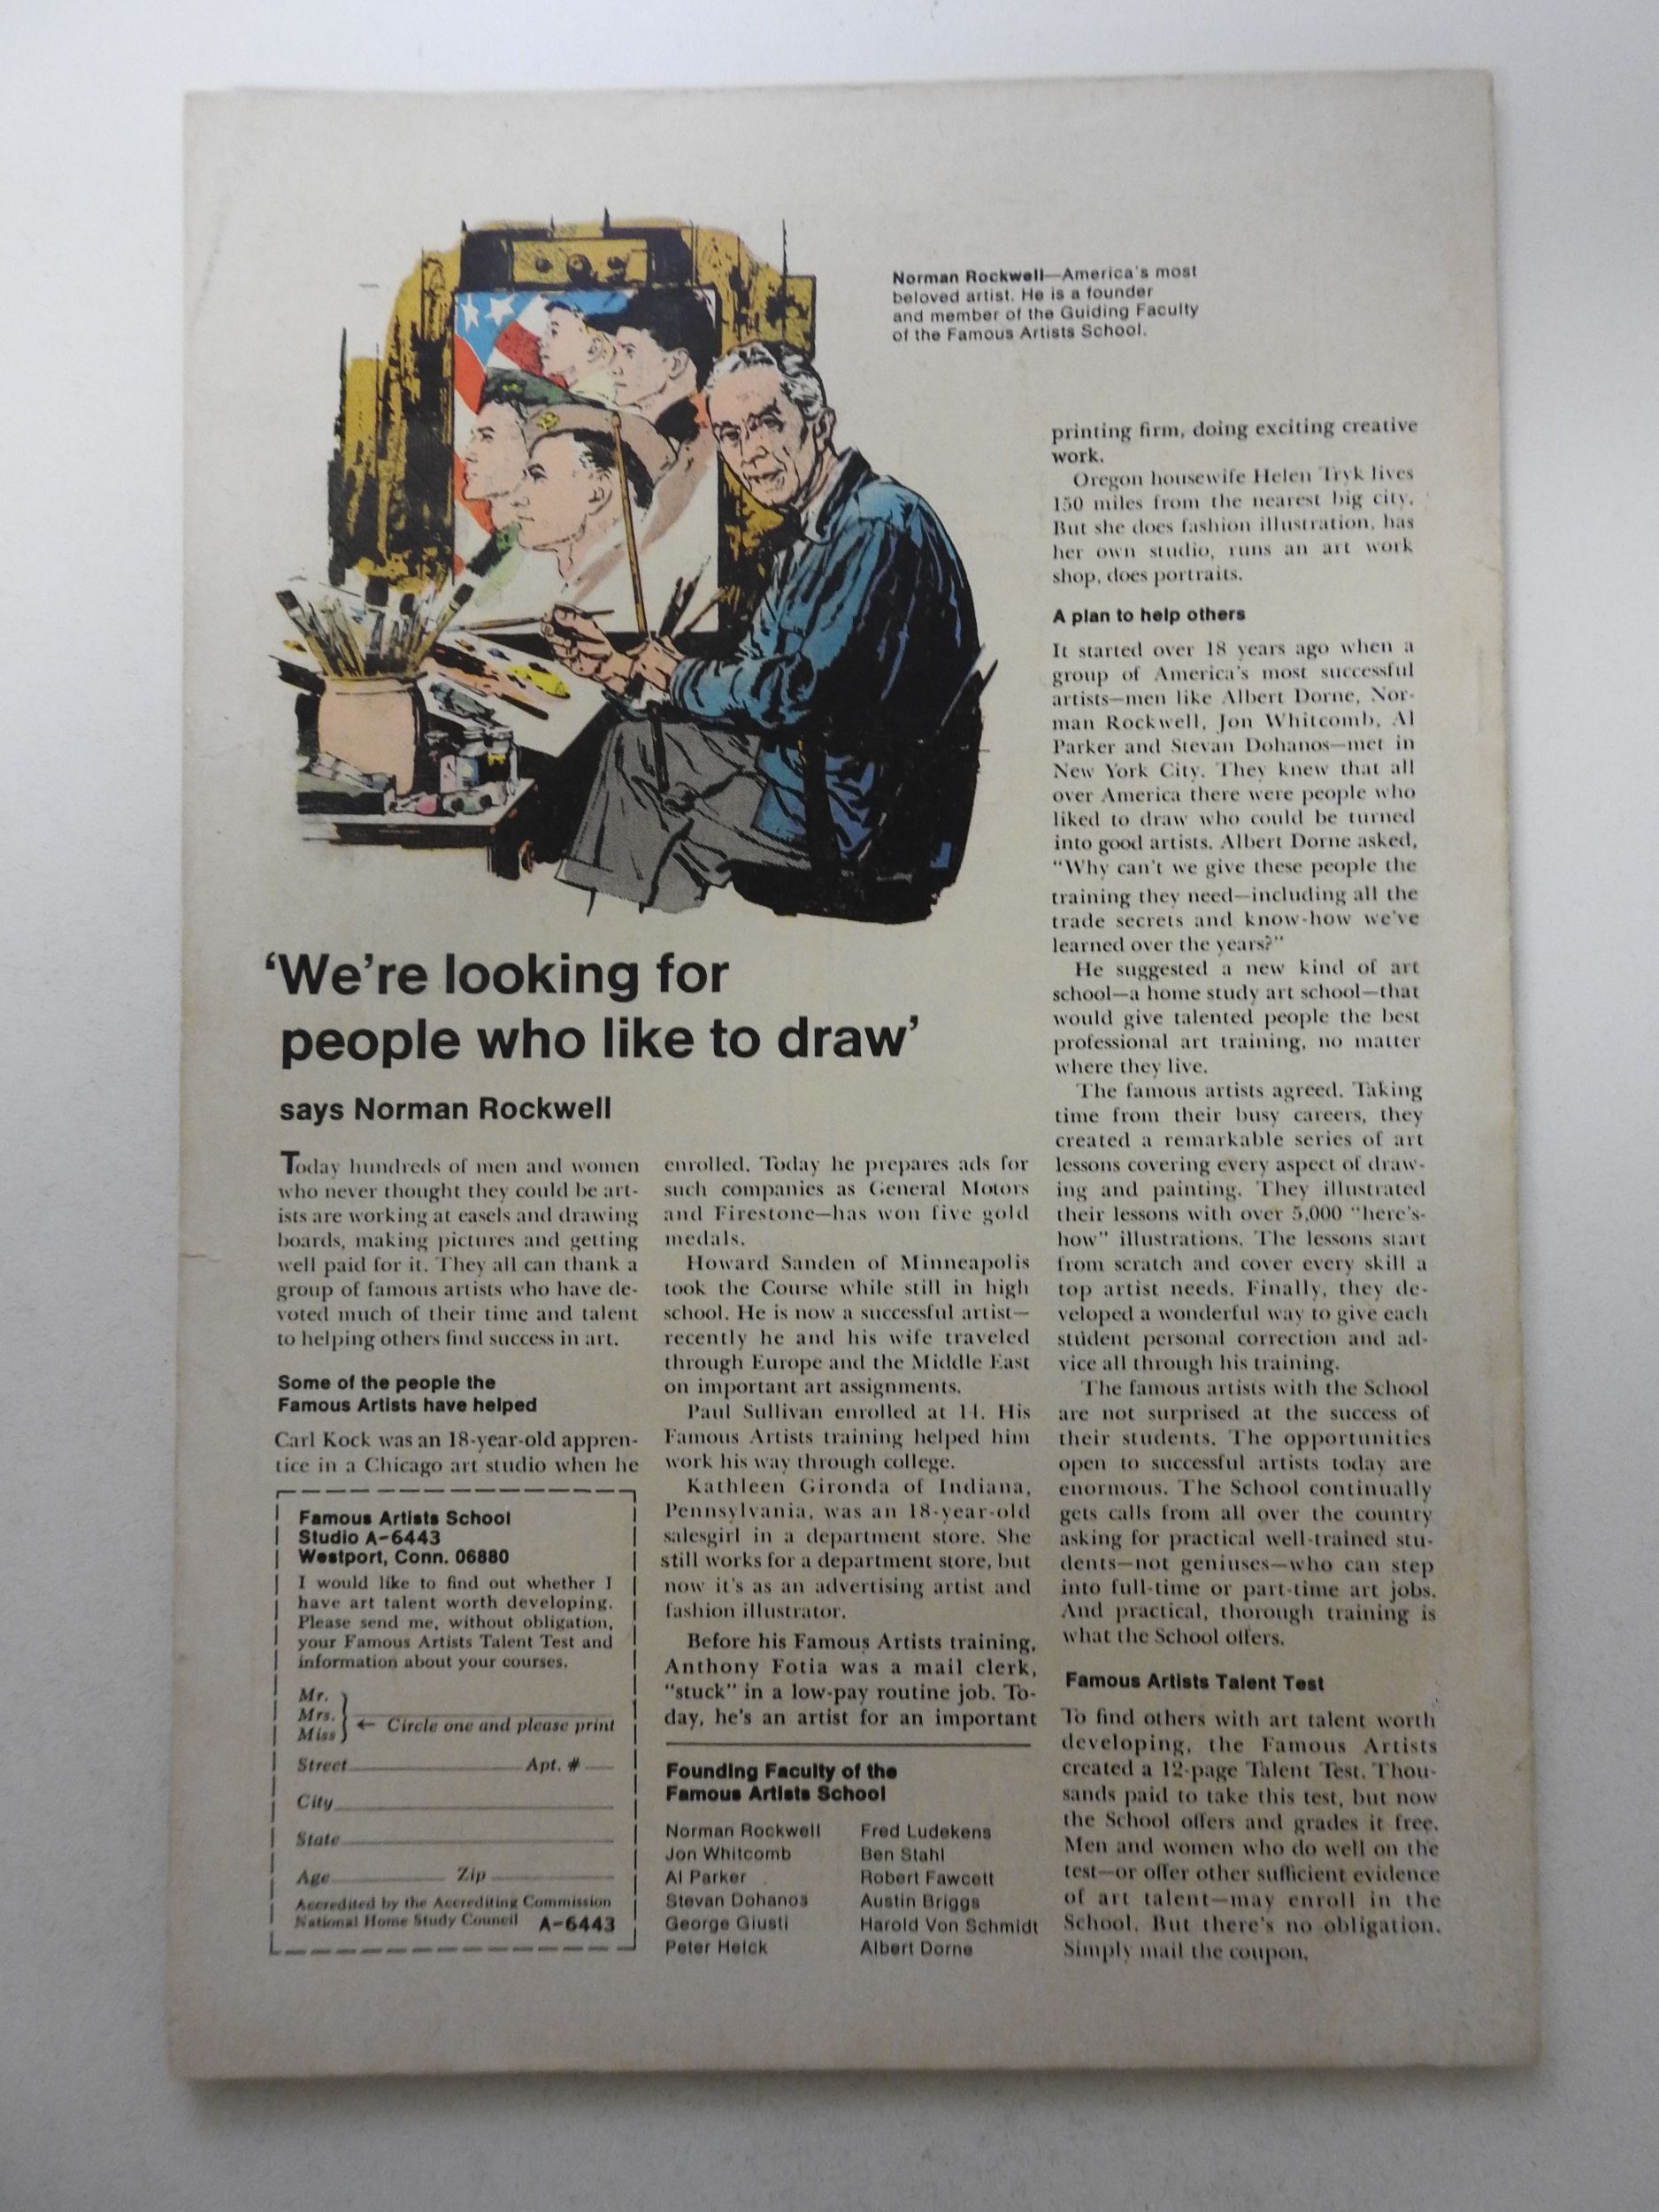 Norman Rockwell—America's most
beloved artist. He is a founder
and member of the Guiding Faculty
of the Famous Artists School.
'We're looking for
people who like to draw'
says Norman Rockwell
Today hundreds of men and women
who never thought they could be art-
ists are working at easels and drawing
boards, making pictures and getting
well paid for it. They all can thank a
group of famous artists who have de-
voted much of their time and talent
to helping others find success in art.
Some of the people the
Famous Artists have helped
Carl Kock was an 18-year-old appren-
tice in a Chicago art studio when he
enrolled. Today he prepares ads for
such companies as General Motors
and Firestone—has won five gold
medals.
Howard Sanden of Minneapolis
took the Course while still in high
school. He is now a successful artist—
recently he and his wife traveled
through Europe and the Middle East
on important art assignments.
Paul Sullivan enrolled at 14. His
Famous Artists training helped him
work his way through college.
Kathleen Gironda of Indiana,
Pennsylvania, was an 18-year-old
salesgirl in a department store. She
still works for a department store, but
now it's as an advertising artist and
fashion illustrator.
Before his Famous Artists training,
Anthony Fotia was a mail clerk,
"stuck" in a low-pay routine job. To-
day, he's an artist for an important
printing firm, doing exciting creative
work.
Oregon housewife Helen Tryk lives
150 miles from the nearest big city.
But she does fashion illustration, has
her own studio, runs an art work
shop, does portraits.
A plan to help others
It started over 18 years ago when a
group of America's most successful
artists—men like Albert Dorne, Nor-
man Rockwell, Jon Whitcomb, Al
Parker and Stevan Dohanos—met in
New York City. They knew that all
over America there were people who
liked to draw who could be turned
into good artists. Albert Dorne asked,
"Why can't we give these people the
training they need—including all the
trade secrets and know-how we've
learned over the years?"
He suggested a new kind of art
school—a home study art school—that
would give talented people the best
professional art training, no matter
where they live.
The famous artists agreed. Taking
time from their busy careers, they
created a remarkable series of art
lessons covering every aspect of draw-
ing and painting. They illustrated
their lessons with over 5,000 "here's-
how" illustrations. The lessons start
from scratch and cover every skill a
top artist needs. Finally, they de-
veloped a wonderful way to give each
student personal correction and ad-
vice all through his training.
The famous artists with the School
are not surprised at the success of
their students. The opportunities
open to successful artists today are
enormous. The School continually
gets calls from all over the country
asking for practical well-trained stu-
dents—not geniuses—who can step
into full-time or part-time art jobs.
And practical, thorough training is
what the School offers.
Famous Artists Talent Test
To find others with art talent worth
developing, the Famous Artists
created a 12-page Talent Test. Thou-
sands paid to take this test, but now
the School offers and grades it free.
Men and women who do well on the
test—or offer other sufficient evidence
of art talent—may enroll in the
School. But there's no obligation.
Simply mail the coupon.
Famous Artists School
Studio A-6443
Westport, Conn. 06880
I would like to find out whether I
have art talent worth developing.
Please send me, without obligation,
your Famous Artists Talent Test and
information about your courses.
Mr.
Mrs.
Miss
← Circle one and please print
Street Apt. #
City
State
Age Zip
Accredited by the Accrediting Commission
National Home Study Council A-6443
Founding Faculty of the
Famous Artists School
Norman Rockwell
Jon Whitcomb
Al Parker
Stevan Dohanos
George Giusti
Peter Helck
Fred Ludekens
Ben Stahl
Robert Fawcett
Austin Briggs
Harold Von Schmidt
Albert Dorne